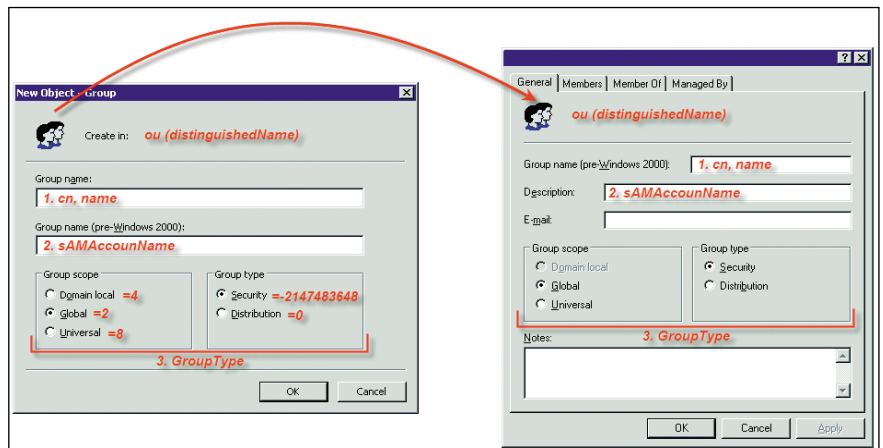 New Object - Group
Create in: ou (distinguishedName)
Group name:
1. cn, name
Group name (pre-Windows 2000):
2. sAMAccounName
Group scope
Domain local =4
Global =2
Universal =8
Group type
Security =-2147483648
Distribution =0
3. GroupType
OK Cancel
General Members Member Of Managed By
ou (distinguishedName)
Group name (pre-Windows 2000): 1. cn, name
Description: 2. sAMAccounName
E-mail:
Group scope
Domain local
Global
Universal
Group type
Security
Distribution
3. GroupType
Notes:
OK Cancel Apply